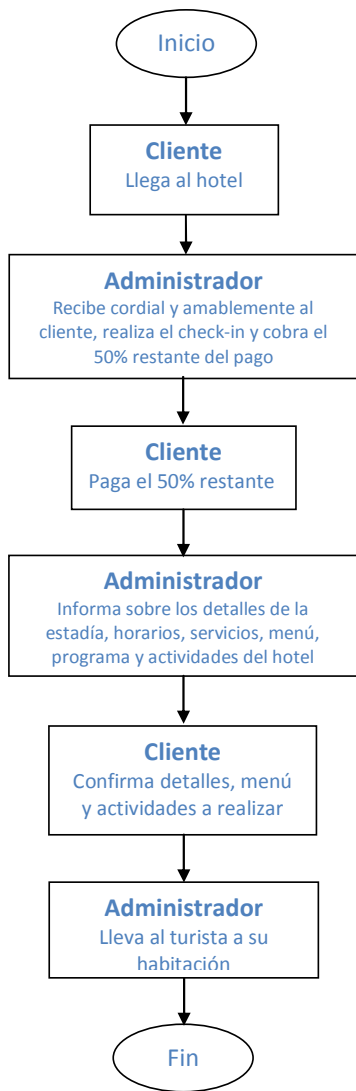 Inicio
Cliente
Llega al hotel
Administrador
Recibe cordial y amablemente al
cliente, realiza el check-in y cobra el
50% restante del pago
Cliente
Paga el 50% restante
Administrador
Informa sobre los detalles de la
estadía, horarios, servicios, menú,
programa y actividades del hotel
Cliente
Confirma detalles, menú
y actividades a realizar
Administrador
Lleva al turista a su
habitación
Fin